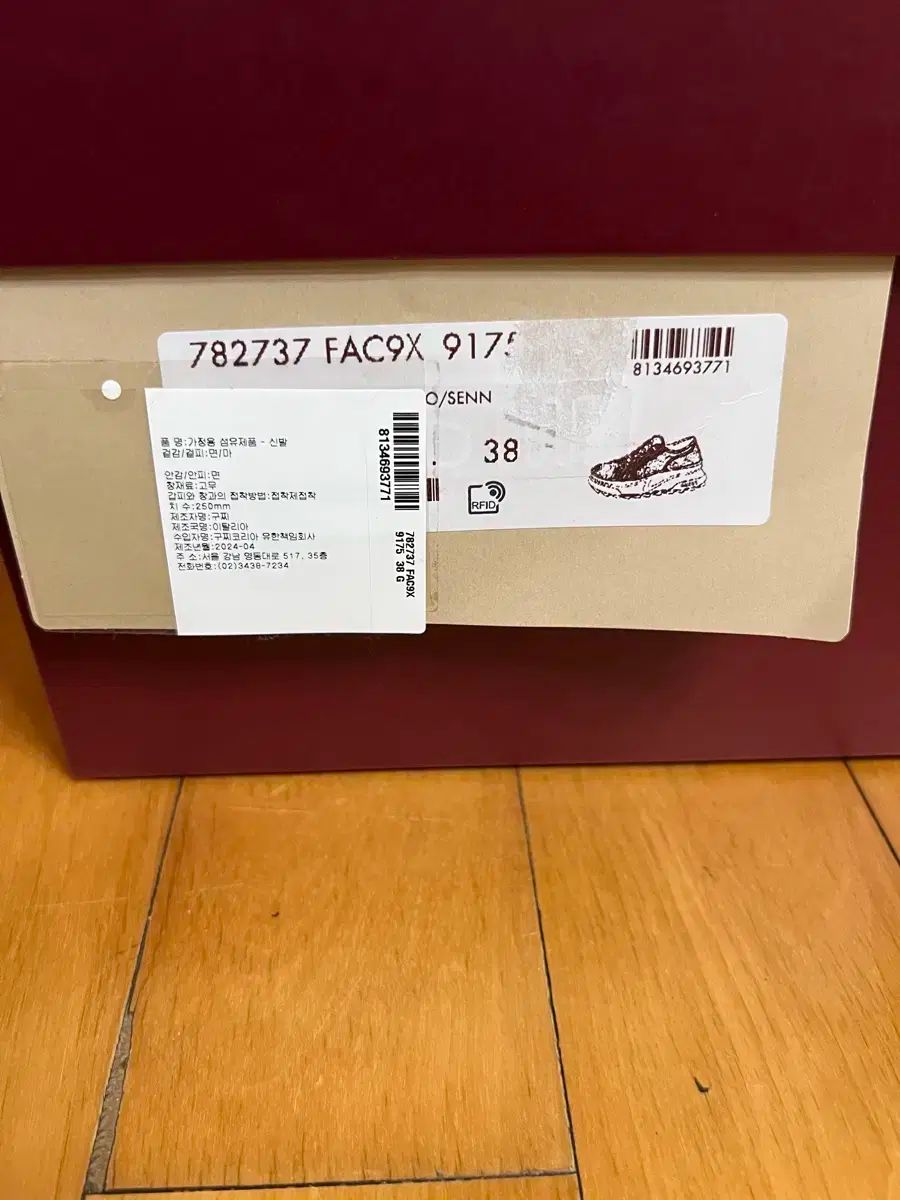 782737 FAC9X 9175
8134693771
O/SENN
38
RFID
품 명:가정용 섬유제품 - 신발
겉감/겉피:면/마
안감/안피:면
창재료:고무
갑피와 창과의 접착방법:접착제접착
치 수:250mm
제조자명:구찌
제조국명:이탈리아
수입자명:구찌코리아 유한책임회사
제조년월:2024-04
주 소:서울 강남 영동대로 517, 35층
전화번호:(02)3438-7234
8134693771
782737 FAC9X
9175 38 G